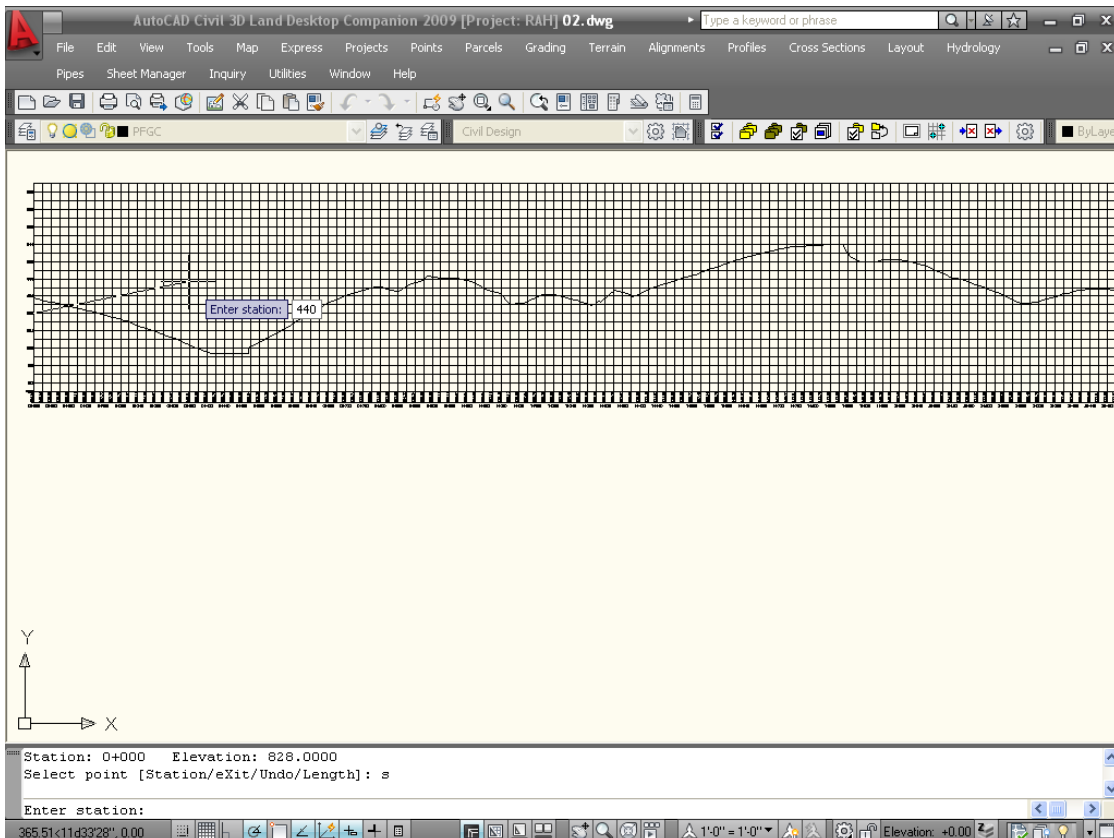 AutoCAD Civil 3D Land Desktop Companion 2009 [Project: RAH] 02.dwg
Type a keyword or phrase
File Edit View Tools Map Express Projects Points Parcels Grading Terrain Alignments Profiles Cross Sections Layout Hydrology
Pipes Sheet Manager Inquiry Utilities Window Help
PFGC Civil Design ByLaye
Enter station: 440
Y
X
Station: 0+000 Elevation: 828.0000
Select point [Station/eXit/Undo/Length]: s
Enter station:
365.51<11d33'28", 0.00 1'-0" = 1'-0" Elevation: +0.00